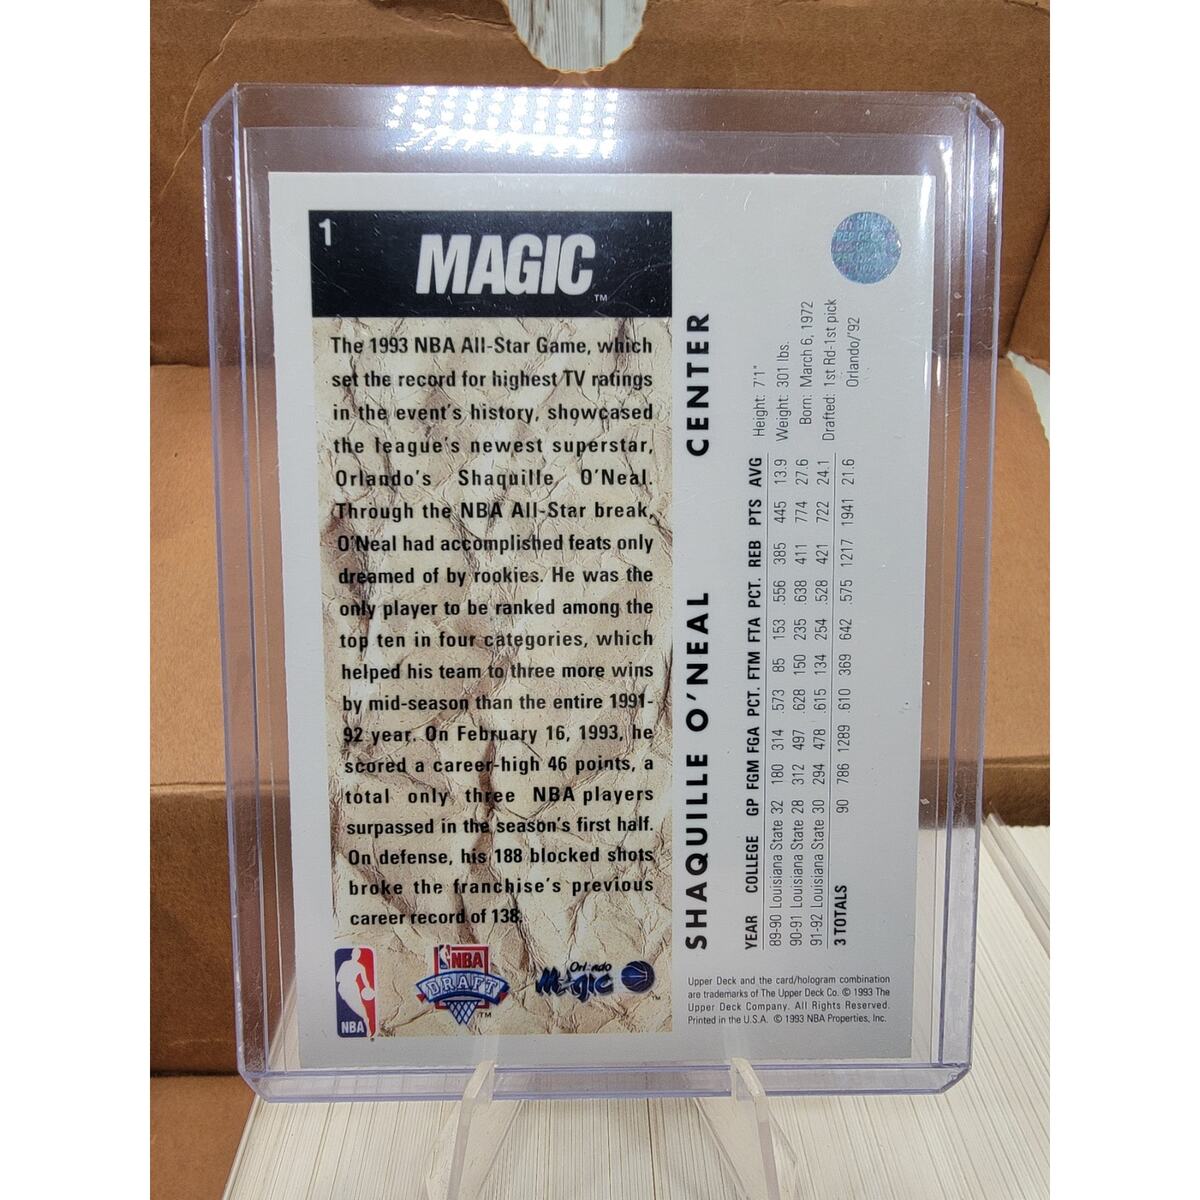 1
MAGIC
TM
The 1993 NBA All-Star Game, which
set the record for highest TV ratings
in the event's history, showcased
the league's newest superstar,
Orlando's Shaquille O'Neal.
Through the NBA All-Star break,
O'Neal had accomplished feats only
dreamed of by rookies. He was the
only player to be ranked among the
top ten in four categories, which
helped his team to three more wins
by mid-season than the entire 1991-
92 year. On February 16, 1993, he
scored a career-high 46 points, a
total only three NBA players
surpassed in the season's first half.
On defense, his 188 blocked shots
broke the franchise's previous
career record of 138.
NBA
NBA
DRAFT
TM
Orlando
Magic
TM
SHAQUILLE O'NEAL CENTER
Height: 7'1"
Weight: 301 lbs.
Born: March 6, 1972
Drafted: 1st Rd-1st pick
Orlando/'92
YEAR COLLEGE GP FGM FGA PCT. FTM FTA PCT. REB PTS AVG
89-90 Louisiana State 32 180 314 573 85 153 .556 385 445 13.9
90-91 Louisiana State 28 312 497 .628 150 235 .638 411 774 27.6
91-92 Louisiana State 30 294 478 .615 134 254 .528 421 722 24.1
3 TOTALS 90 786 1289 .610 369 642 .575 1217 1941 21.6
Upper Deck and the card/hologram combination
are trademarks of The Upper Deck Co. © 1993 The
Upper Deck Company. All Rights Reserved.
Printed in the U.S.A. © 1993 NBA Properties, Inc.